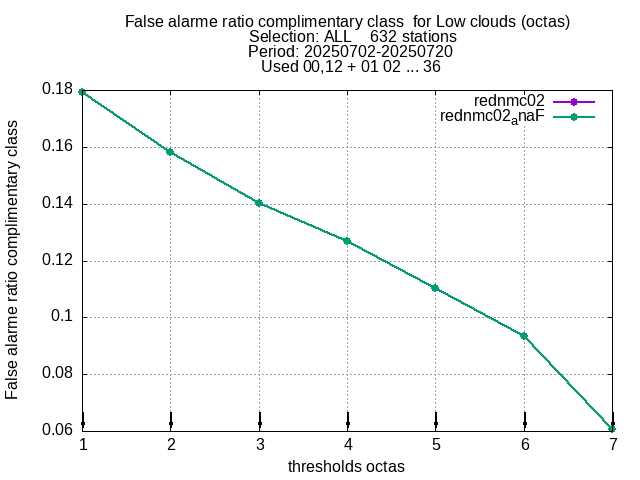 False alarme ratio complimentary class  for Low clouds (octas)
Selection: ALL    632 stations
Period: 20250702-20250720
Used 00,12 + 01 02 ... 36
rednmc02
rednmc02anaF
False alarme ratio complimentary class
0.18
0.16
0.14
0.12
0.1
0.08
0.06
1 2 3 4 5 6 7
thresholds octas